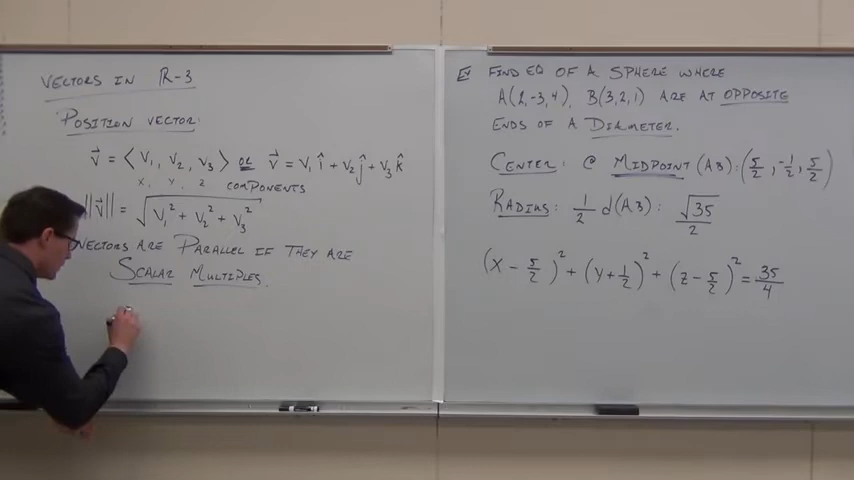 VECTORS IN R-3
POSITION VECTOR:
v⃗ = ⟨v₁, v₂, v₃⟩ OR v⃗ = v₁ î + v₂ ĵ + v₃ k̂
x, y, z COMPONENTS
||v⃗|| = √(v₁² + v₂² + v₃²)
VECTORS ARE PARALLEL IF THEY ARE
SCALAR MULTIPLES.
EX FIND EQ OF A SPHERE WHERE
A(2,-3,4), B(3,2,1) ARE AT OPPOSITE
ENDS OF A DIAMETER.
CENTER: @ MIDPOINT (AB): (5/2, -1/2, 5/2)
RADIUS: 1/2 d(AB): √35/2
(x - 5/2)² + (y + 1/2)² + (z - 5/2)² = 35/4